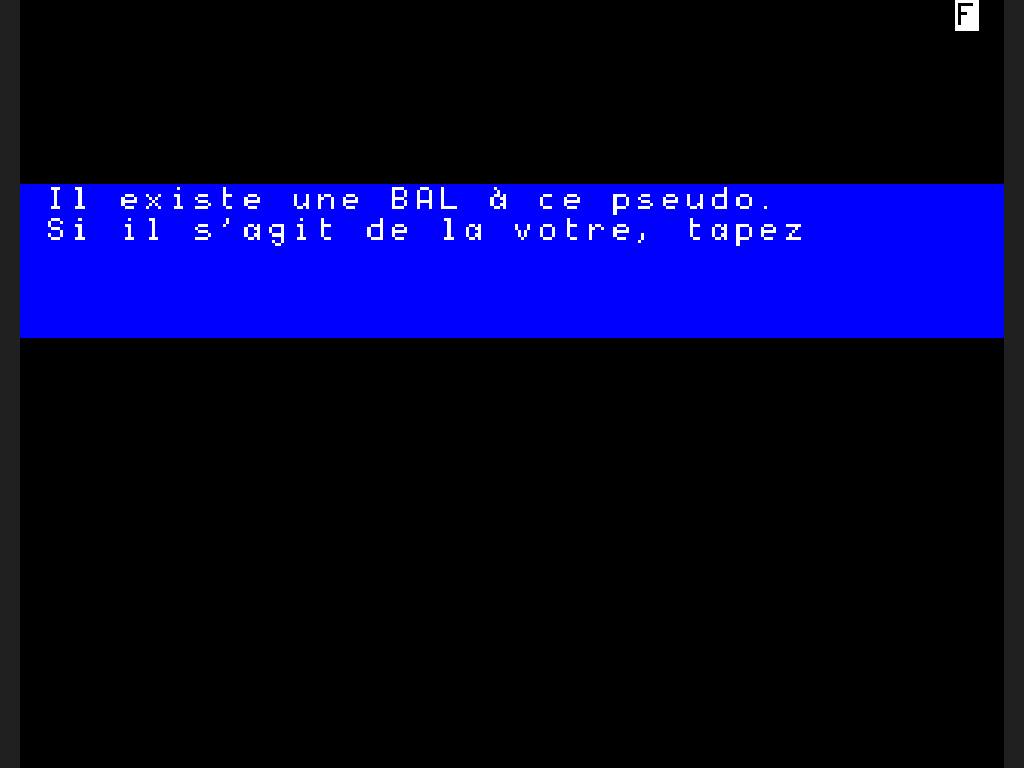 F
Il existe une BAL à ce pseudo.
Si il s'agit de la votre, tapez